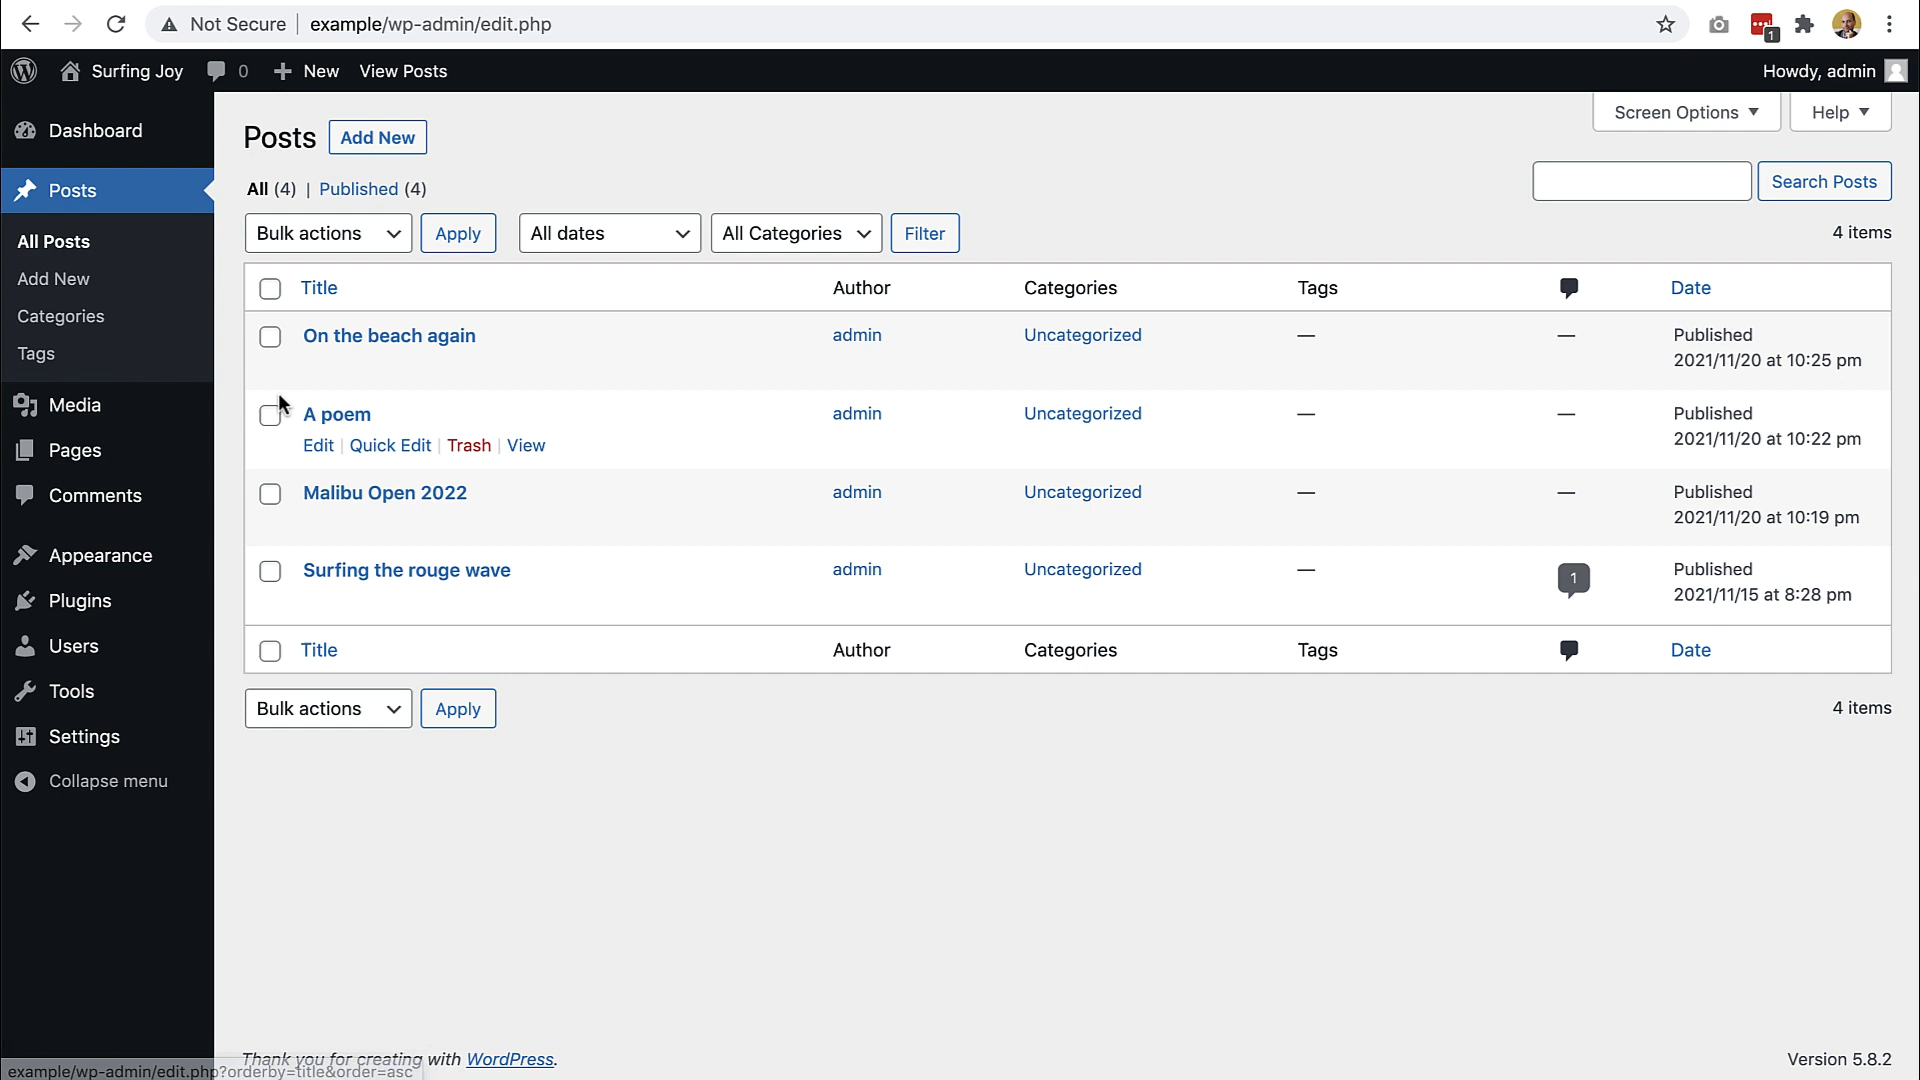 Not Secure example/wp-admin/edit.php 1
Surfing Joy 0 New View Posts Howdy, admin
Dashboard
Posts
All Posts
Add New
Categories
Tags
Media
Pages
Comments
Appearance
Plugins
Users
Tools
Settings
Collapse menu
Screen Options Help
Posts Add New
All (4) | Published (4)
Search Posts
Bulk actions Apply All dates All Categories Filter 4 items
Title Author Categories Tags Date
On the beach again admin Uncategorized — — Published
2021/11/20 at 10:25 pm
A poem admin Uncategorized — — Published
2021/11/20 at 10:22 pm
Edit | Quick Edit | Trash | View
Malibu Open 2022 admin Uncategorized — — Published
2021/11/20 at 10:19 pm
Surfing the rouge wave admin Uncategorized — 1 Published
2021/11/15 at 8:28 pm
Title Author Categories Tags Date
Bulk actions Apply 4 items
Thank you for creating with WordPress. Version 5.8.2
example/wp-admin/edit.php?orderby=title&order=asc